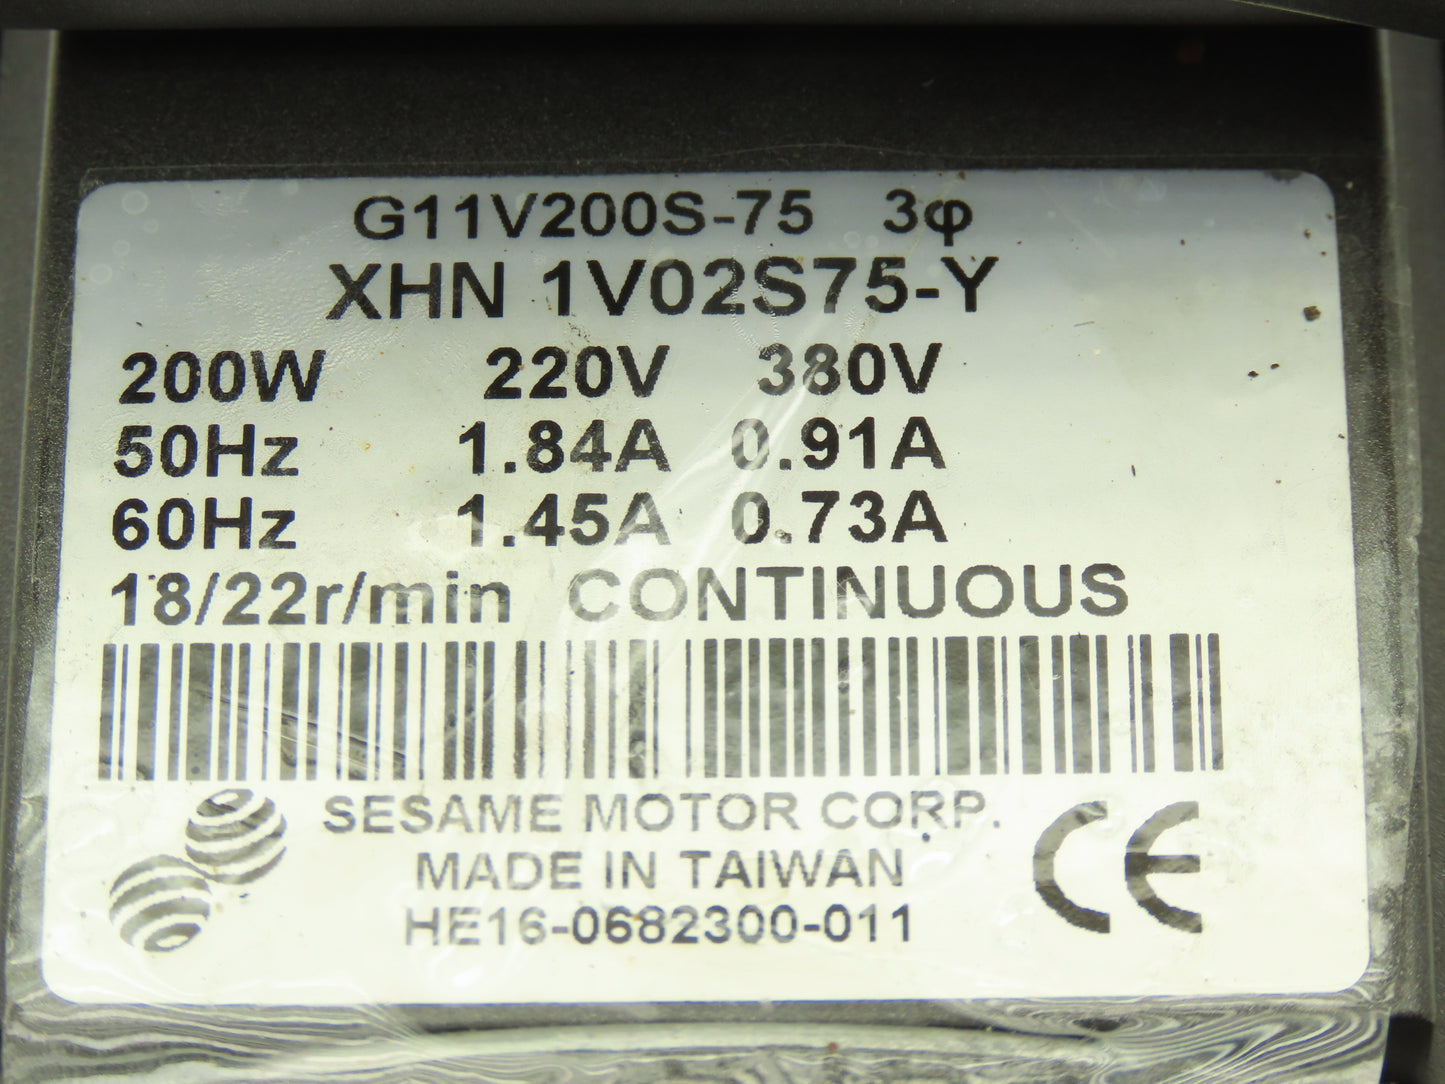 G11V200S-75 3φ
XHN 1V02S75-Y
200W 220V 380V
50Hz 1.84A 0.91A
60Hz 1.45A 0.73A
18/22r/min CONTINUOUS
SESAME MOTOR CORP.
MADE IN TAIWAN
HE16-0682300-011
CE